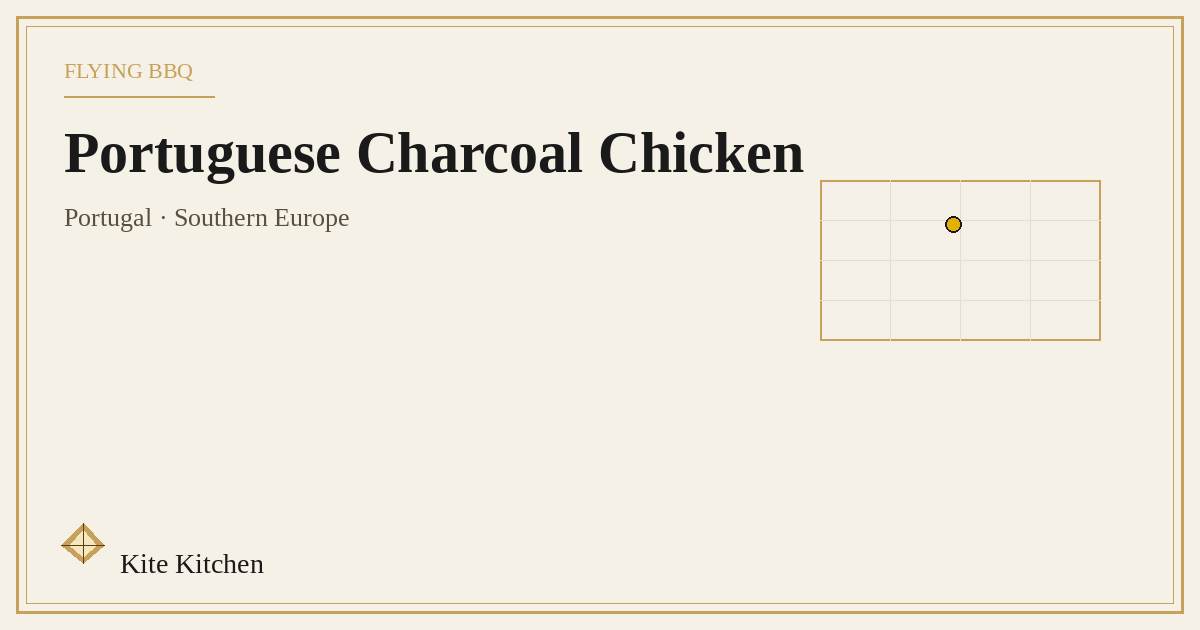 FLYING BBQ
Portuguese Charcoal Chicken
Portugal · Southern Europe
Kite Kitchen